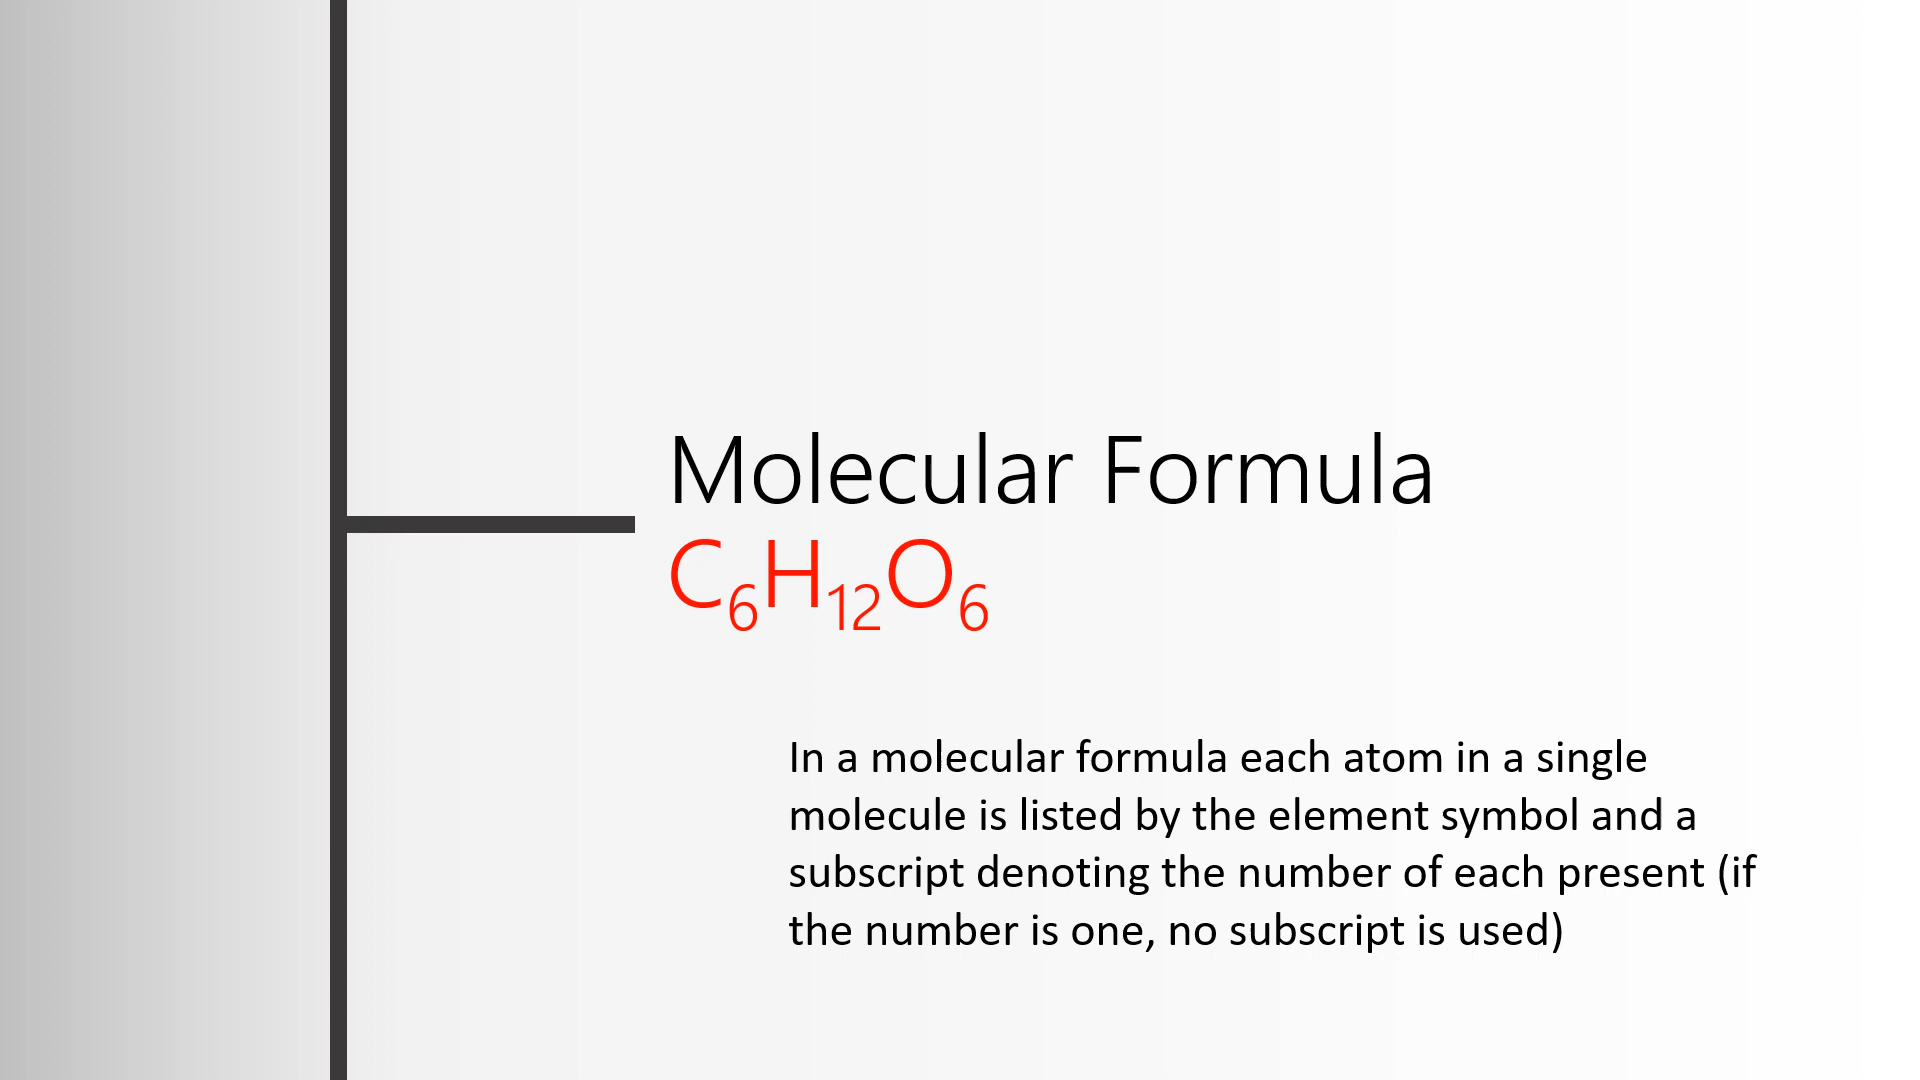 Molecular Formula
C₆H₁₂O₆
In a molecular formula each atom in a single
molecule is listed by the element symbol and a
subscript denoting the number of each present (if
the number is one, no subscript is used)